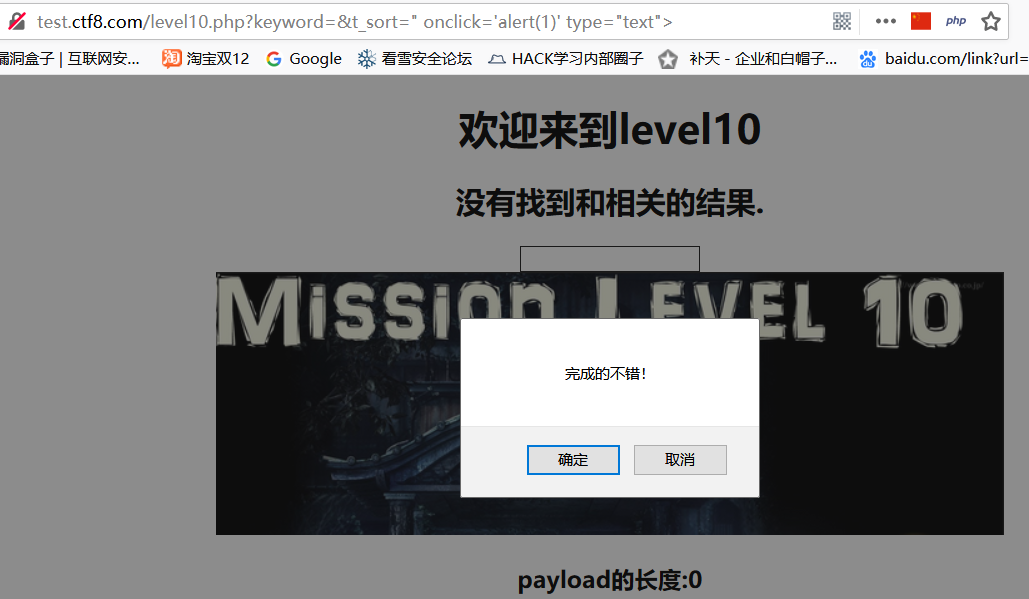 test.ctf8.com/level10.php?keyword=&t_sort=" onclick='alert(1)' type="text">
php
漏洞盒子 | 互联网安... 淘 淘宝双12 Google 看雪安全论坛 HACK学习内部圈子 补天 - 企业和白帽子... baidu.com/link?url=
欢迎来到level10
没有找到和相关的结果.
Mission Level 10
完成的不错!
确定 取消
payload的长度:0